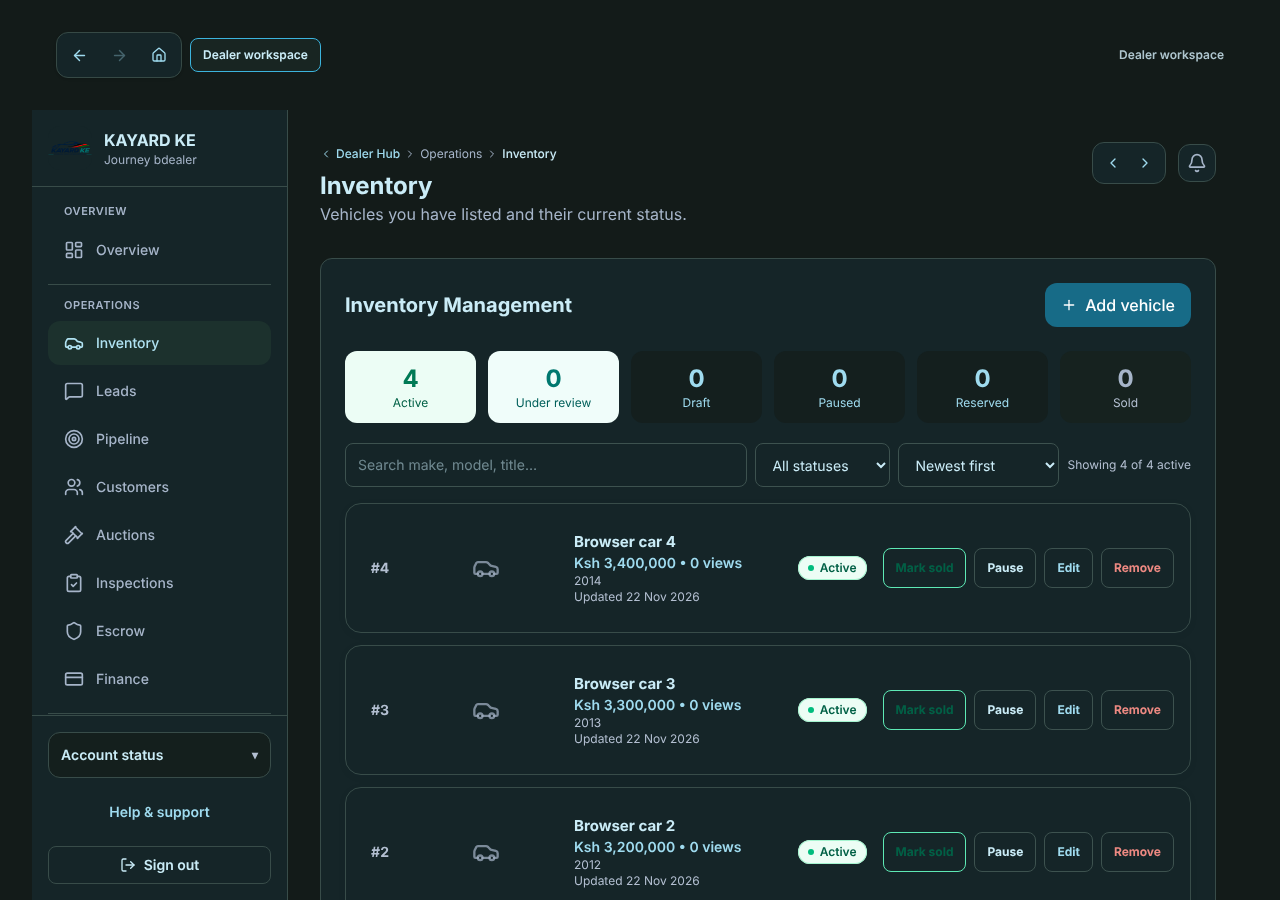 Dealer workspace
Dealer workspace
KAYARD KE
Journey bdealer
OVERVIEW
Overview
OPERATIONS
Inventory
Leads
Pipeline
Customers
Auctions
Inspections
Escrow
Finance
Account status
Help & support
Sign out
Dealer Hub
Operations
Inventory
Inventory
Vehicles you have listed and their current status.
Inventory Management
+ Add vehicle
4
Active
0
Under review
0
Draft
0
Paused
0
Reserved
0
Sold
Search make, model, title...
All statuses
Newest first
Showing 4 of 4 active
#4
Browser car 4
Ksh 3,400,000 • 0 views
2014
Updated 22 Nov 2026
Active
Mark sold
Pause
Edit
Remove
#3
Browser car 3
Ksh 3,300,000 • 0 views
2013
Updated 22 Nov 2026
Active
Mark sold
Pause
Edit
Remove
#2
Browser car 2
Ksh 3,200,000 • 0 views
2012
Updated 22 Nov 2026
Active
Mark sold
Pause
Edit
Remove